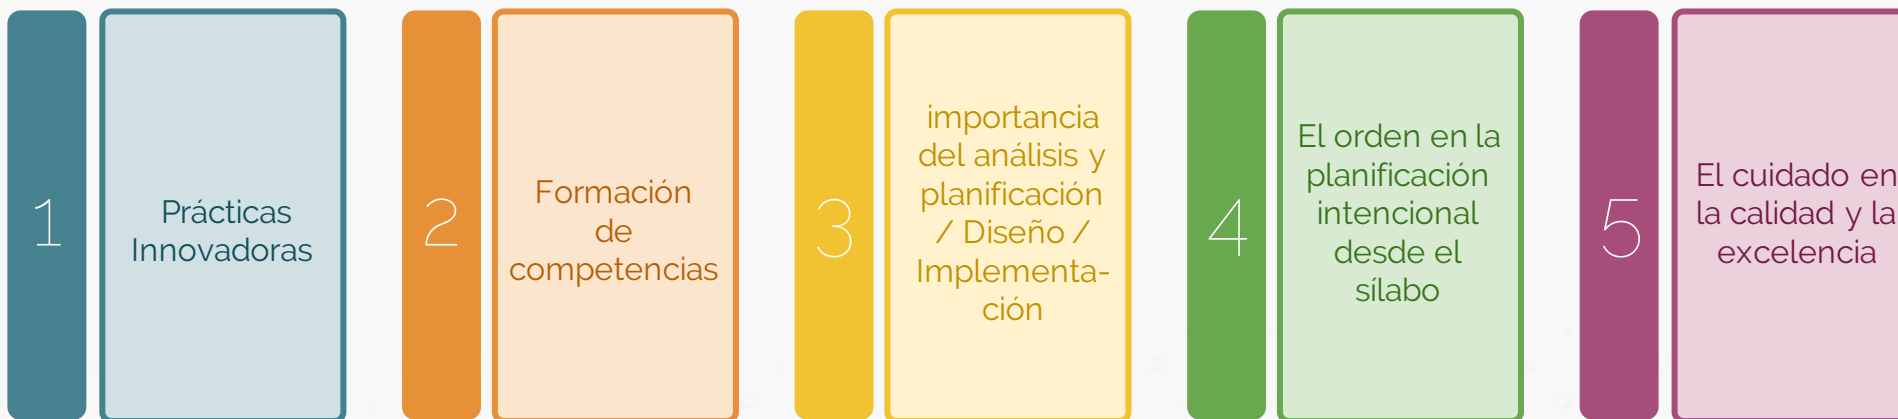 1
Prácticas
Innovadoras
2
Formación
de
competencias
3
importancia
del análisis y
planificación
/ Diseño /
Implementa-
ción
4
El orden en la
planificación
intencional
desde el
sílabo
5
El cuidado en
la calidad y la
excelencia